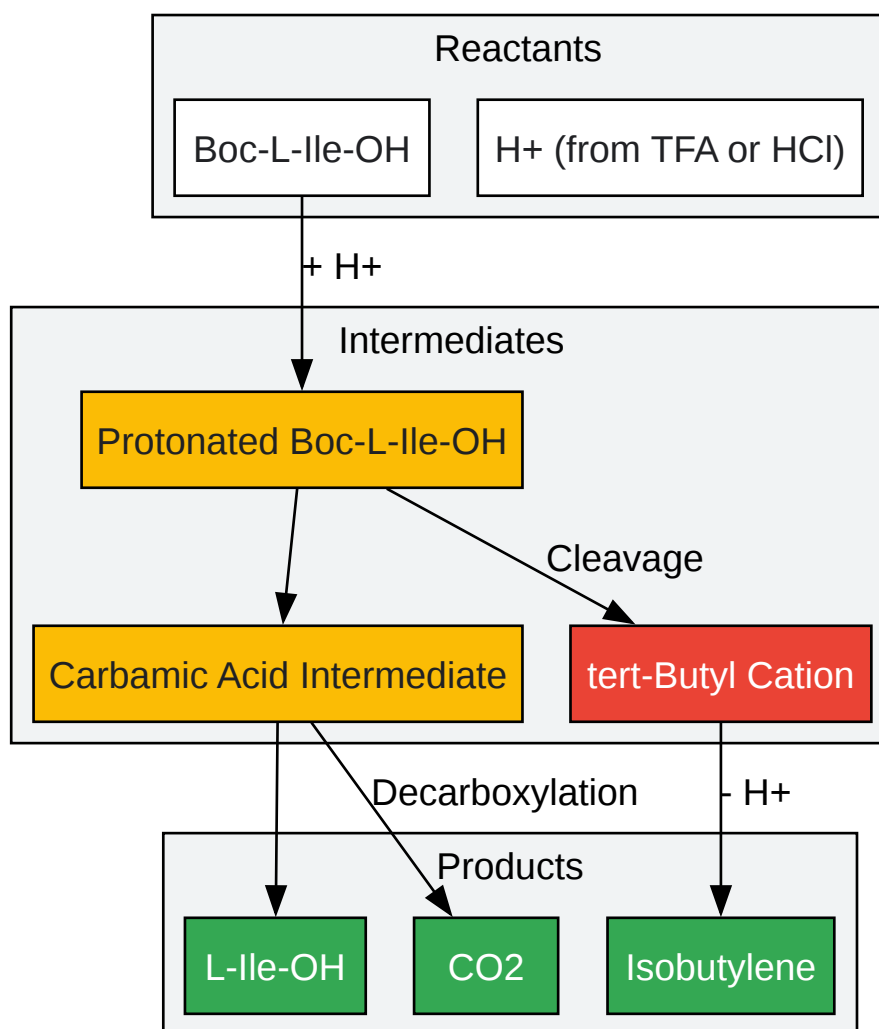 Reactants
Boc-L-Ile-OH
H+ (from TFA or HCl)
+ H+
Intermediates
Protonated Boc-L-Ile-OH
Cleavage
Carbamic Acid Intermediate
tert-Butyl Cation
Decarboxylation
- H+
Products
L-Ile-OH
CO2
Isobutylene